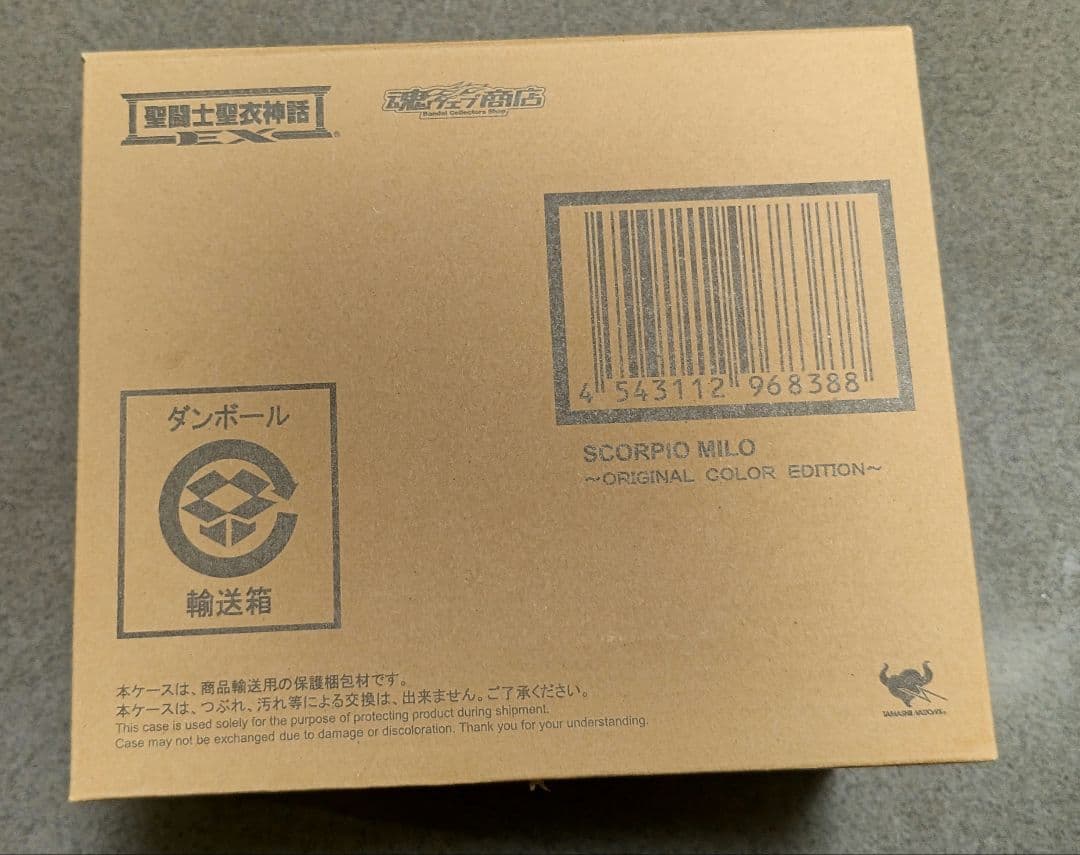 聖闘士聖衣神話
EX
魂ウェブ商店
Bandai Collectors Shop
4 543112 968388
SCORPIO MILO
～ORIGINAL COLOR EDITION～
ダンボール
輸送箱
本ケースは、商品輸送用の保護梱包材です。
本ケースは、つぶれ、汚れ等による交換は、出来ません。ご了承ください。
This case is used solely for the purpose of protecting product during shipment.
Case may not be exchanged due to damage or discoloration. Thank you for your understanding.
TAMASHII NATIONS